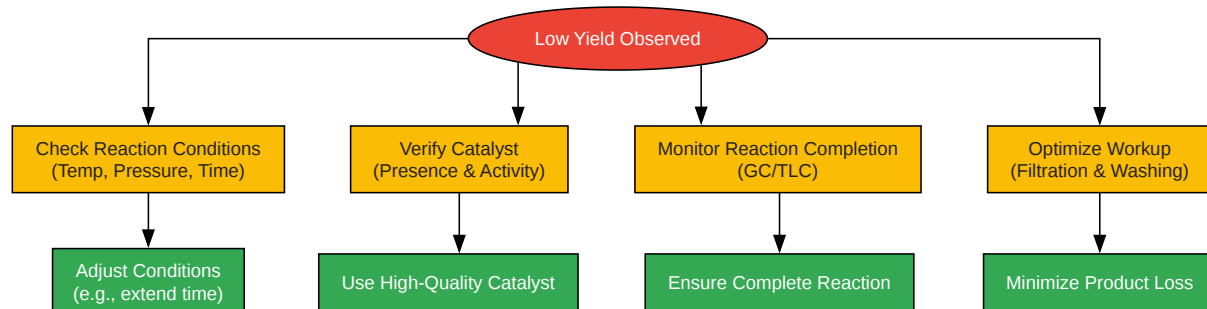 Low Yield Observed
Check Reaction Conditions
(Temp, Pressure, Time)
Verify Catalyst
(Presence & Activity)
Monitor Reaction Completion
(GC/TLC)
Optimize Workup
(Filtration & Washing)
Adjust Conditions
(e.g., extend time)
Use High-Quality Catalyst
Ensure Complete Reaction
Minimize Product Loss